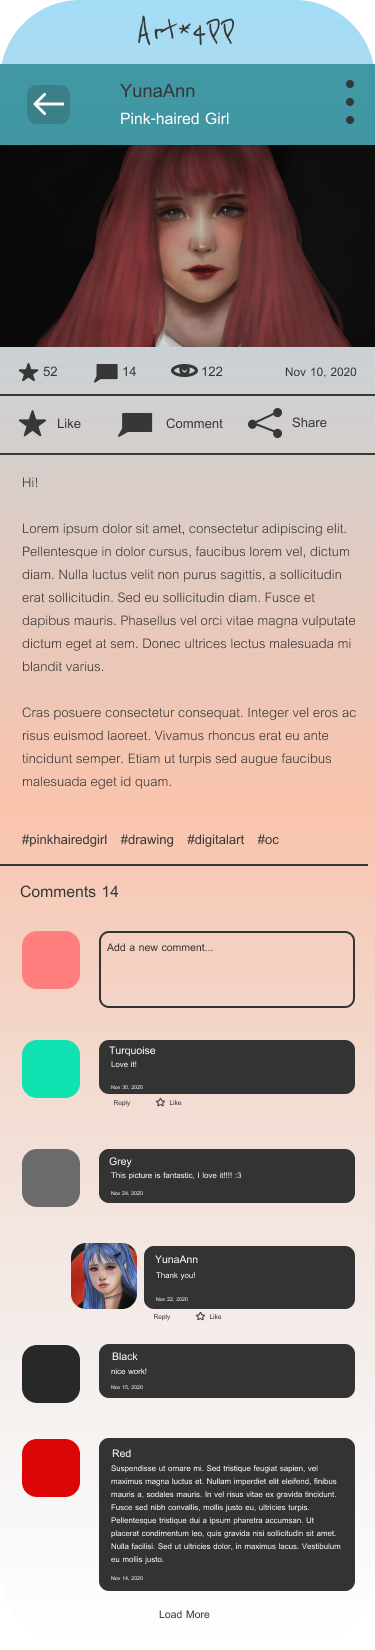 Art*4PP
YunaAnn
Pink-haired Girl
52 14 122 Nov 10, 2020
Like Comment Share
Hi!
Lorem ipsum dolor sit amet, consectetur adipiscing elit.
Pellentesque in dolor cursus, faucibus lorem vel, dictum
diam. Nulla luctus velit non purus sagittis, a sollicitudin
erat sollicitudin. Sed eu sollicitudin diam. Fusce et
dapibus mauris. Phasellus vel orci vitae magna vulputate
dictum eget at sem. Donec ultrices lectus malesuada mi
blandit varius.
Cras posuere consectetur consequat. Integer vel eros ac
risus euismod laoreet. Vivamus rhoncus erat eu ante
tincidunt semper. Etiam ut turpis sed augue faucibus
malesuada eget id quam.
#pinkhairedgirl #drawing #digitalart #oc
Comments 14
Add a new comment...
Turquoise
Love it!
Nov 30, 2020
Reply Like
Grey
This picture is fantastic, I love it!!!! :3
Nov 24, 2020
YunaAnn
Thank you!
Nov 22, 2020
Reply Like
Black
nice work!
Nov 15, 2020
Red
Suspendisse ut ornare mi. Sed tristique feugiat sapien, vel
maximus magna luctus et. Nullam imperdiet elit eleifend, finibus
mauris a, sodales mauris. In vel risus vitae ex gravida tincidunt.
Fusce sed nibh convallis, mollis justo eu, ultricies turpis.
Pellentesque tristique dui a ipsum pharetra accumsan. Ut
placerat condimentum leo, quis gravida nisi sollicitudin sit amet.
Nulla facilisi. Sed ut ultricies dolor, in maximus lacus. Vestibulum
eu mollis justo.
Nov 14, 2020
Load More